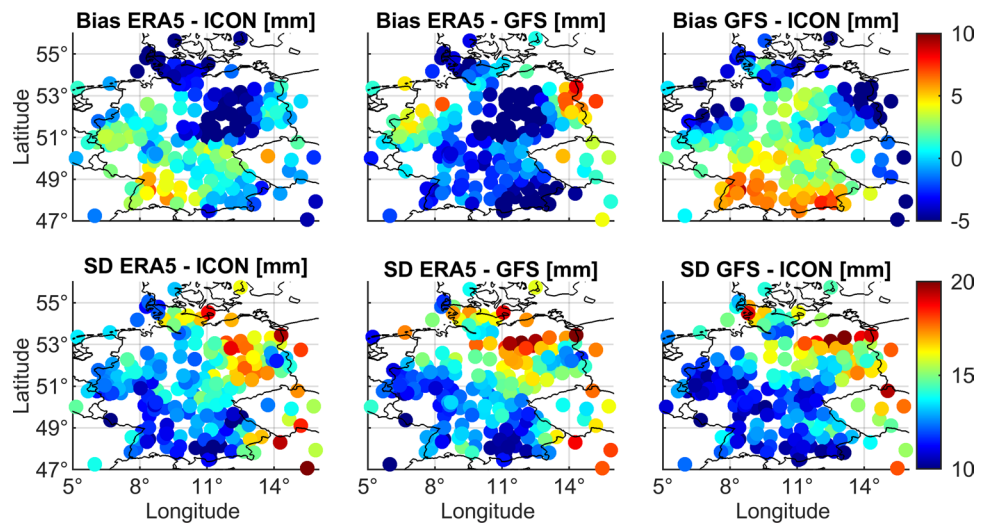 Bias ERA5 - ICON [mm]
Bias ERA5 - GFS [mm]
Bias GFS - ICON [mm]
55°
53°
51°
49°
47°
Latitude
10
5
0
-5
SD ERA5 - ICON [mm]
SD ERA5 - GFS [mm]
SD GFS - ICON [mm]
55°
53°
51°
49°
47°
Latitude
20
15
10
5° 8° 11° 14°
5° 8° 11° 14°
5° 8° 11° 14°
Longitude
Longitude
Longitude